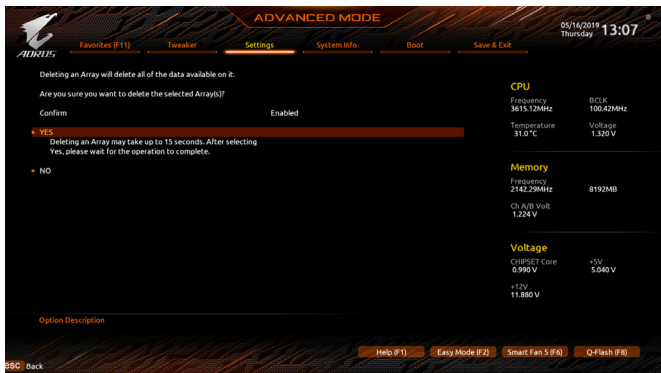 ADVANCED MODE
05/16/2019 Thursday 13:07
AORUS
Favorites (F11) Tweaker Settings System Info. Boot Save & Exit
Deleting an Array will delete all of the data available on it.
Are you sure you want to delete the selected Array(s)?
Confirm Enabled
YES
Deleting an Array may take up to 15 seconds. After selecting
Yes, please wait for the operation to complete.
NO
CPU
Frequency BCLK
3615.12MHz 100.42MHz
Temperature Voltage
31.0 °C 1.320 V
Memory
Frequency
2142.29MHz 8192MB
Ch A/B Volt
1.224 V
Voltage
CHIPSET Core +5V
0.990 V 5.040 V
+12V
11.880 V
Option Description
Help (F1) Easy Mode (F2) Smart Fan 5 (F6) Q-Flash (F8)
esc Back